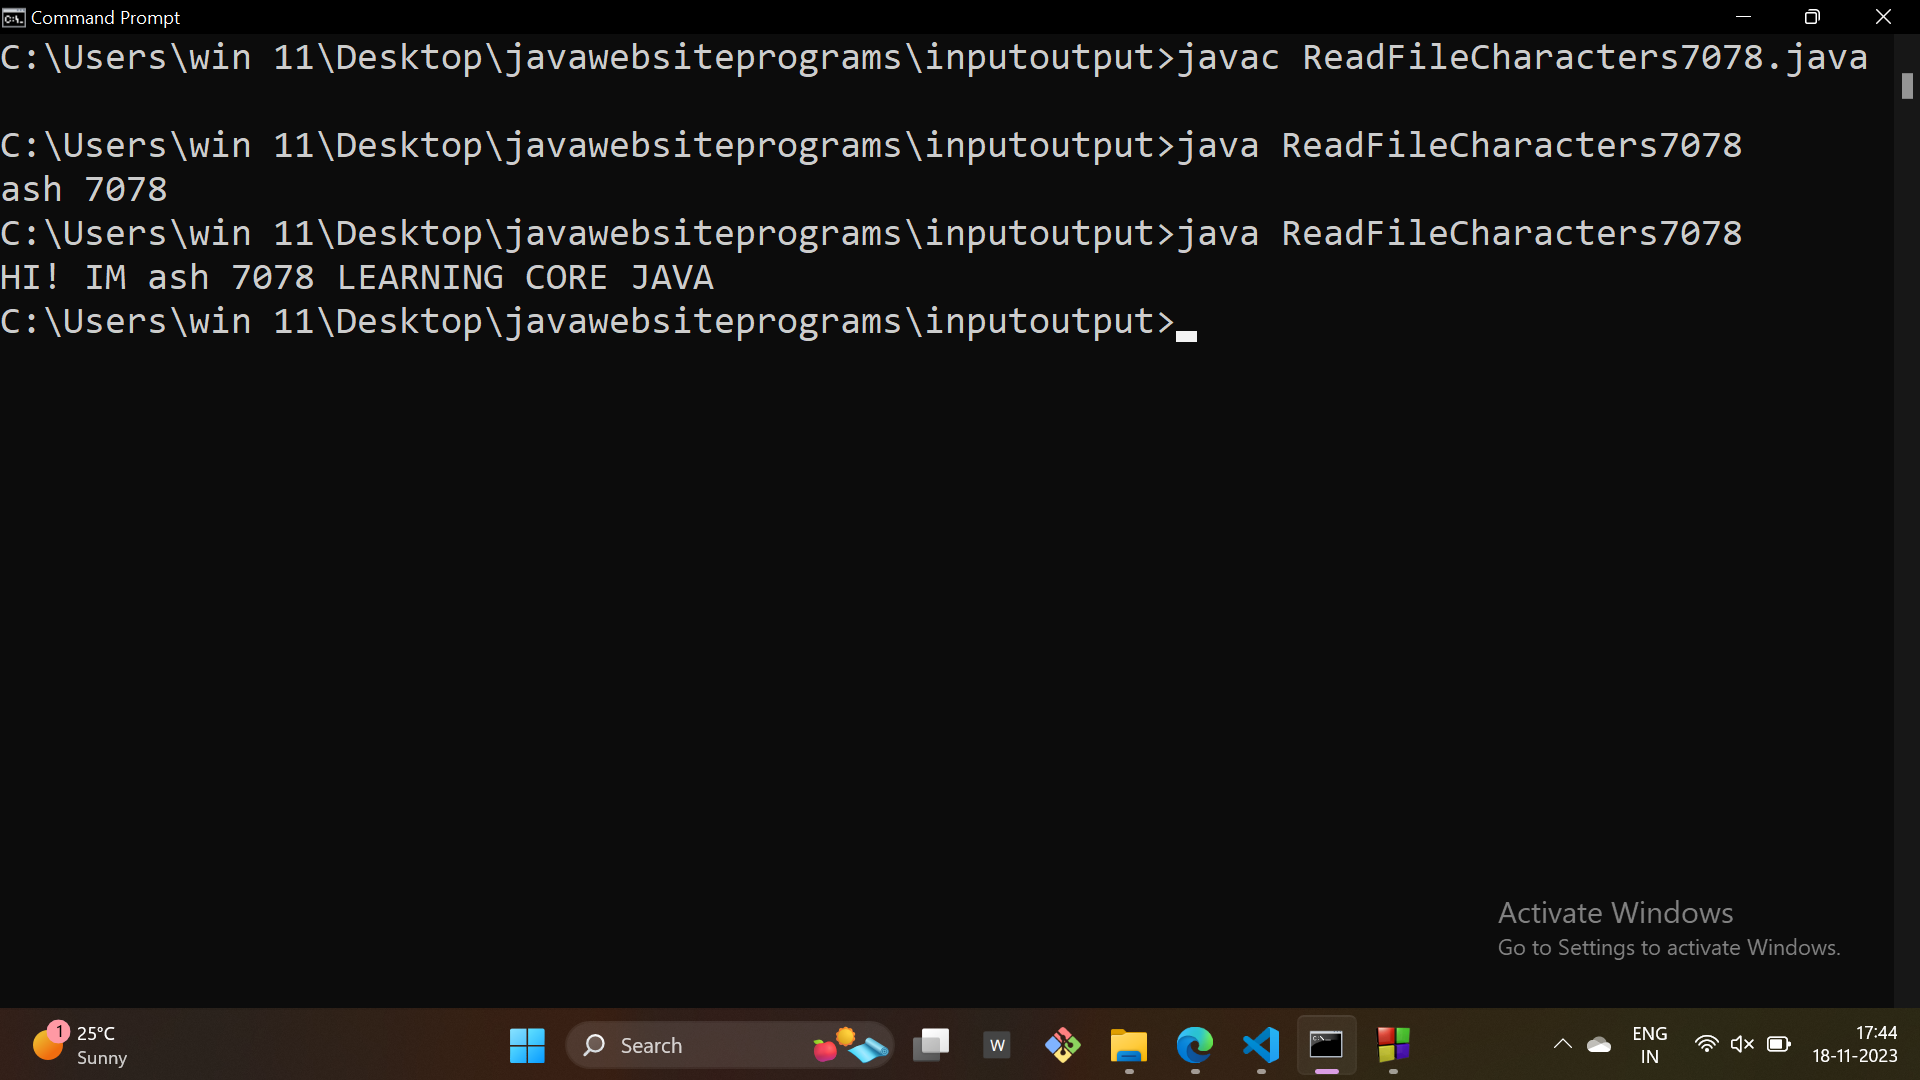 Command Prompt
C:\Users\win 11\Desktop\javawebsiteprograms\inputoutput>javac ReadFileCharacters7078.java
C:\Users\win 11\Desktop\javawebsiteprograms\inputoutput>java ReadFileCharacters7078
ash 7078
C:\Users\win 11\Desktop\javawebsiteprograms\inputoutput>java ReadFileCharacters7078
HI! IM ash 7078 LEARNING CORE JAVA
C:\Users\win 11\Desktop\javawebsiteprograms\inputoutput>
Activate Windows
Go to Settings to activate Windows.
1
25°C
Sunny
Search
W
ENG
IN
17:44
18-11-2023